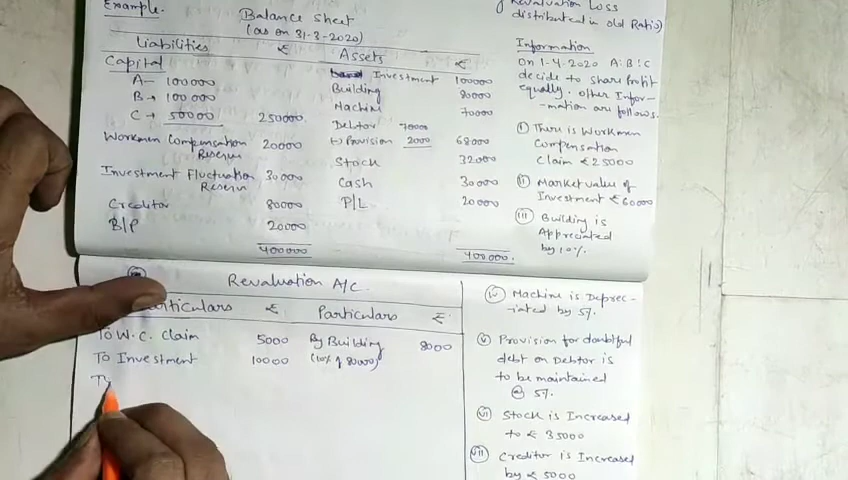 Example.
Balance Sheet
(as on 31-3-2020)
Liabilities ₹ Assets ₹
Capital
A- 100000
B → 100000
C → 50000 250000
Workmen Compensation
Reserve 20000
Investment Fluctuation 30000
Reserve
Creditor 80000
B/P 20000
400000
Investment 100000
Building 80000
Machine 70000
Debtor 70000
(-) Provision 2000 68000
Stock 32000
Cash 30000
P/L 20000
400000
Revaluation Loss
distributed in old Ratio)
Information
On 1-4-2020 A:B:C
decide to share Profit
equally. other Infor-
-mation are follows.
(i) There is Workmen
Compensation
Claim ₹ 25000
(ii) Market value of
Investment ₹ 60000
(iii) Building is
Appreciated
by 10%.
Revaluation A/C.
Particulars ₹ Particulars ₹
To W.C. Claim 5000 By Building 8000
To Investment 10000 (10% of 80000)
To
(iv) Machine is Deprec-
-iated by 5%.
(v) Provision for doubtful
debt on Debtor is
to be maintained
@ 5%.
(vi) Stock is Increased
to ₹ 35000
(vii) Creditor is Increased
by ₹ 5000